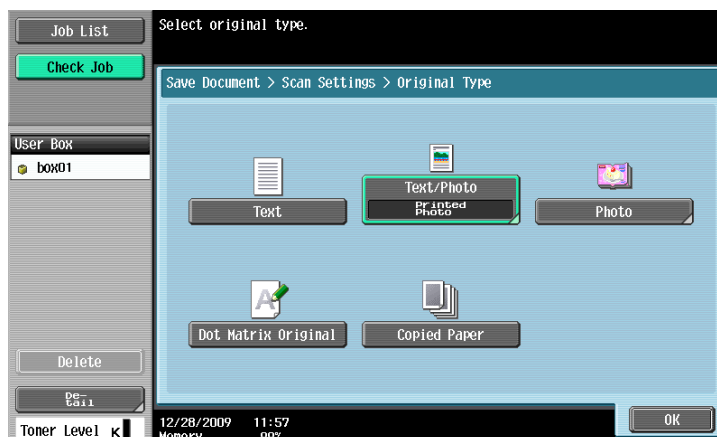 Job List
Select original type.
Check Job
Save Document > Scan Settings > Original Type
User Box
box01
Text
Text/Photo
Printed
Photo
Photo
Dot Matrix Original
Copied Paper
Delete
De-
tail
Toner Level K
12/28/2009 11:57
Memory 99%
OK